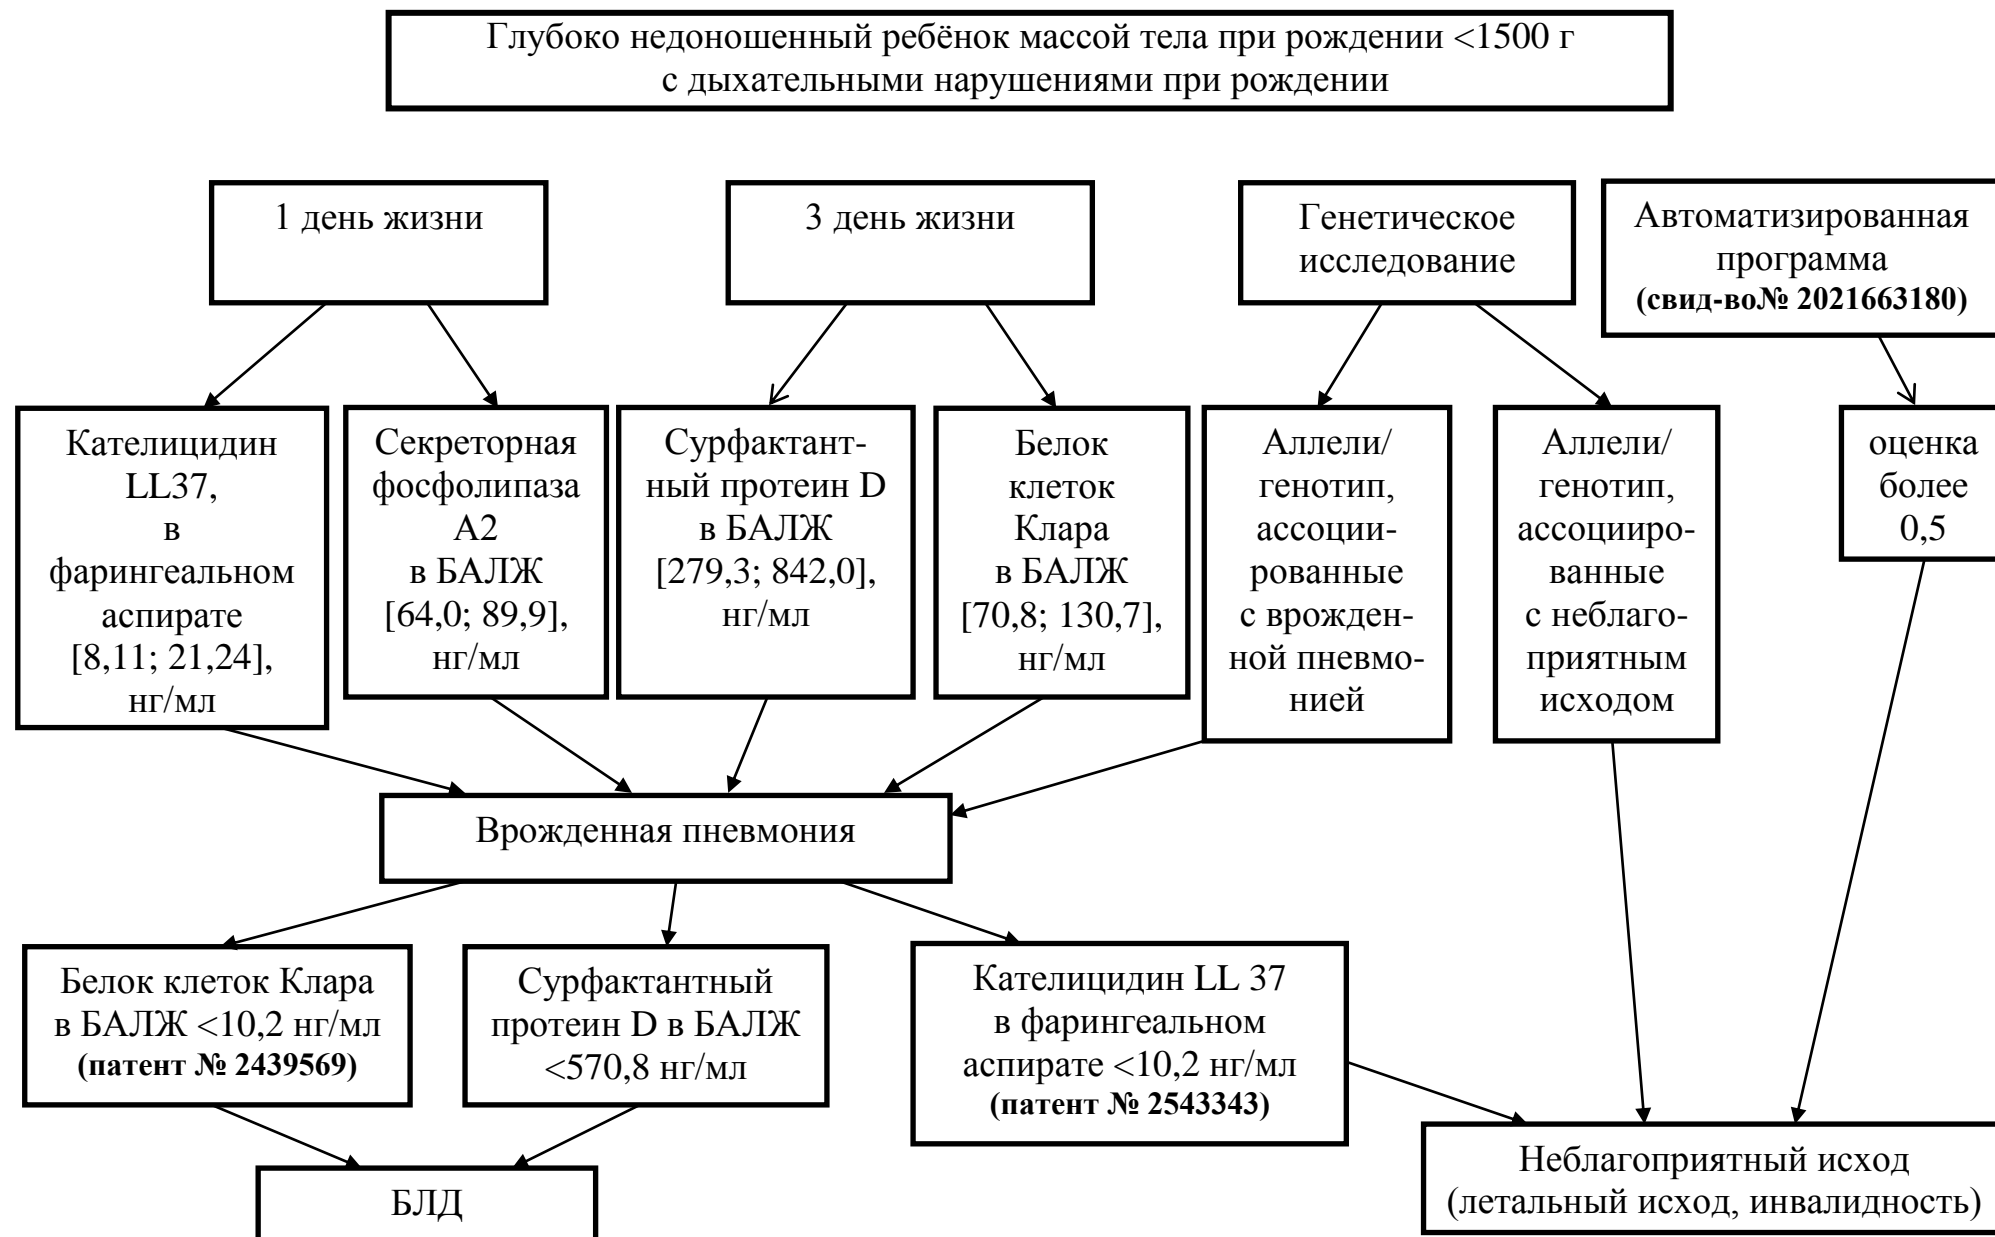 Глубоко недоношенный ребёнок массой тела при рождении <1500 г
с дыхательными нарушениями при рождении
1 день жизни
3 день жизни
Генетическое
исследование
Автоматизированная
программа
(свид-во№ 2021663180)
Кателицидин
LL37,
в
фарингеальном
аспирате
[8,11; 21,24],
нг/мл
Секреторная
фосфолипаза
А2
в БАЛЖ
[64,0; 89,9],
нг/мл
Сурфактант-
ный протеин D
в БАЛЖ
[279,3; 842,0],
нг/мл
Белок
клеток
Клара
в БАЛЖ
[70,8; 130,7],
нг/мл
Аллели/
генотип,
ассоции-
рованные
с врожден-
ной пневмо-
нией
Аллели/
генотип,
ассоцииро-
ванные
с неблаго-
приятным
исходом
оценка
более
0,5
Врожденная пневмония
Белок клеток Клара
в БАЛЖ <10,2 нг/мл
(патент № 2439569)
Сурфактантный
протеин D в БАЛЖ
<570,8 нг/мл
Кателицидин LL 37
в фарингеальном
аспирате <10,2 нг/мл
(патент № 2543343)
БЛД
Неблагоприятный исход
(летальный исход, инвалидность)